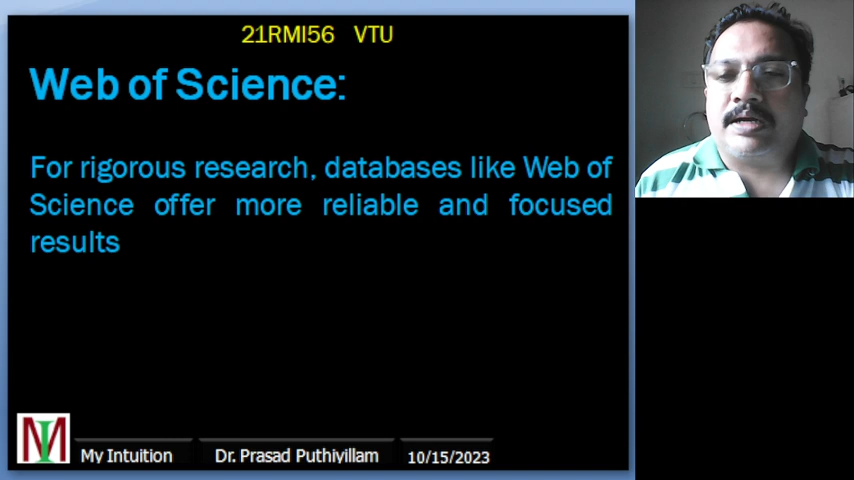 21RMI56 VTU
Web of Science:
For rigorous research, databases like Web of
Science offer more reliable and focused
results
MI
My Intuition
Dr. Prasad Puthiyillam
10/15/2023